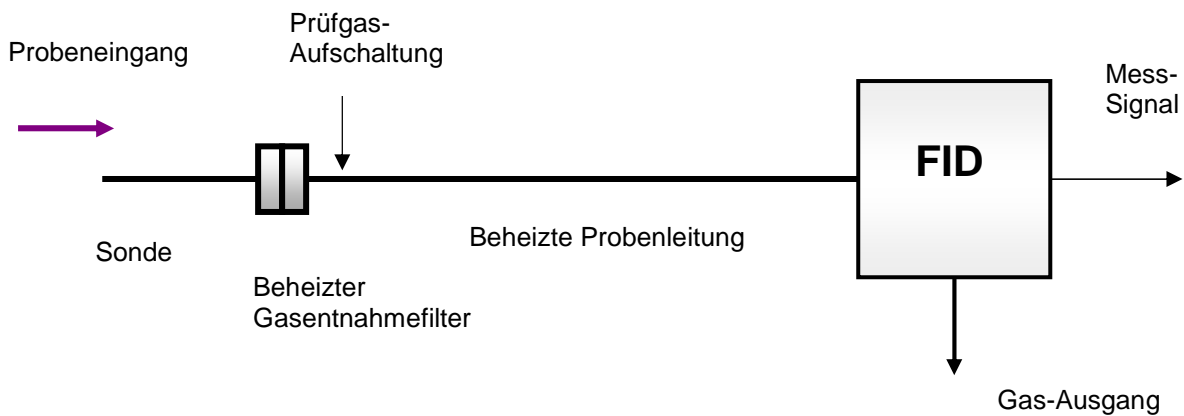 Prüfgas-
Aufschaltung
Probeneingang
Mess-
Signal
FID
Sonde
Beheizte Probenleitung
Beheizter
Gasentnahmefilter
Gas-Ausgang